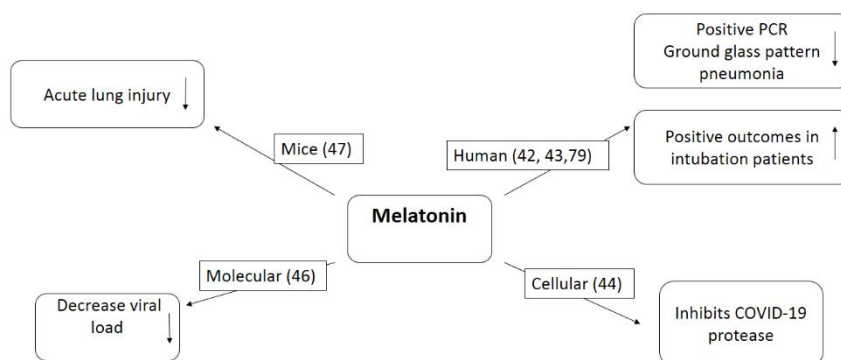 Positive PCR
Ground glass pattern
pneumonia
Acute lung injury
Mice (47)
Human (42, 43,79)
Positive outcomes in
intubation patients
Melatonin
Molecular (46)
Cellular (44)
Decrease viral
load
Inhibits COVID-19
protease